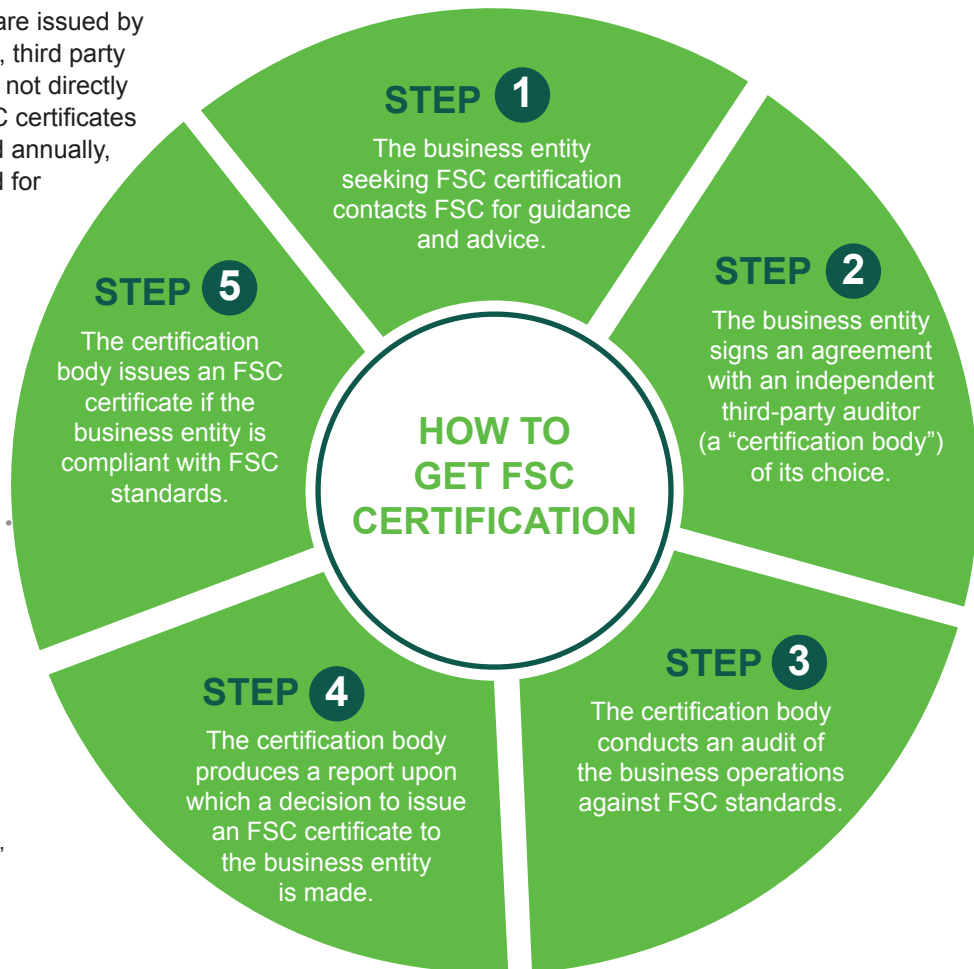 are issued by
, third party
not directly
C certificates
d annually,
d for
STEP 1
The business entity
seeking FSC certification
contacts FSC for guidance
and advice.
STEP 2
The business entity
signs an agreement
with an independent
third-party auditor
(a “certification body”)
of its choice.
STEP 3
The certification body
conducts an audit of
the business operations
against FSC standards.
STEP 4
The certification body
produces a report upon
which a decision to issue
an FSC certificate to
the business entity
is made.
STEP 5
The certification
body issues an FSC
certificate if the
business entity is
compliant with FSC
standards.
HOW TO
GET FSC
CERTIFICATION
,